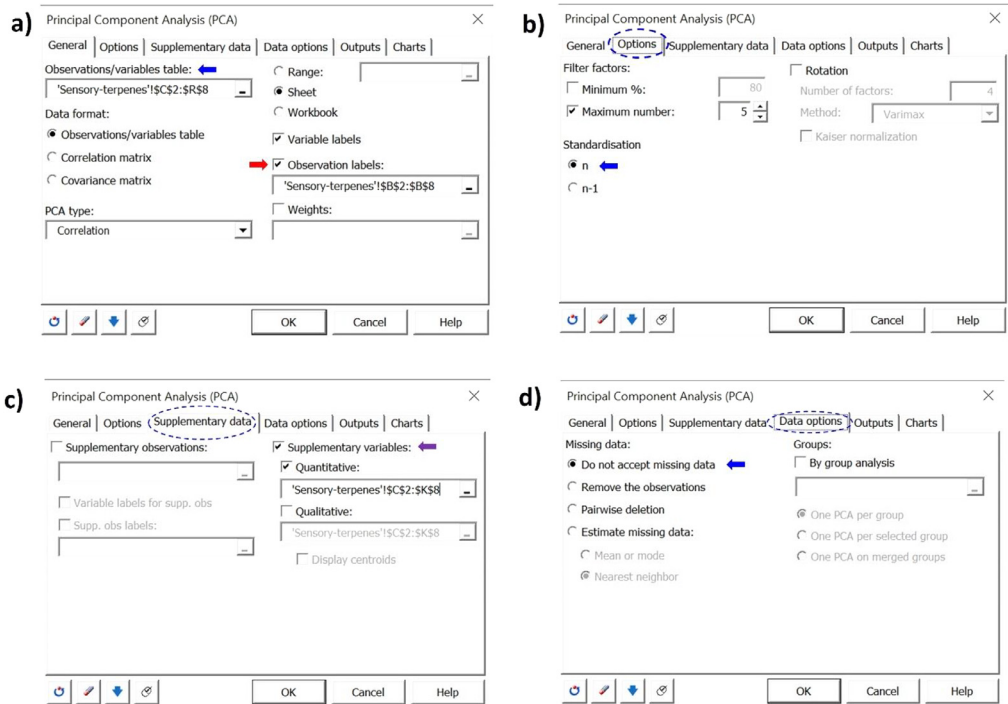 a)
Principal Component Analysis (PCA)
General Options Supplementary data Data options Outputs Charts
Observations/variables table:
'Sensory-terpenes'!$C$2:$R$8
Data format:
Observations/variables table
Correlation matrix
Covariance matrix
PCA type:
Correlation
Range:
Sheet
Workbook
Variable labels
Observation labels:
'Sensory-terpenes'!$B$2:$B$8
Weights:
OK Cancel Help
b)
Principal Component Analysis (PCA)
General Options Supplementary data Data options Outputs Charts
Filter factors:
Minimum %: 80
Maximum number: 5
Standardisation
n
n-1
Rotation
Number of factors: 4
Method: Varimax
Kaiser normalization
OK Cancel Help
c)
Principal Component Analysis (PCA)
General Options Supplementary data Data options Outputs Charts
Supplementary observations:
Variable labels for supp. obs
Supp. obs labels:
Supplementary variables:
Quantitative:
'Sensory-terpenes'!$C$2:$K$8
Qualitative:
'Sensory-terpenes'!$C$2:$K$8
Display centroids
OK Cancel Help
d)
Principal Component Analysis (PCA)
General Options Supplementary data Data options Outputs Charts
Missing data:
Do not accept missing data
Remove the observations
Pairwise deletion
Estimate missing data:
Mean or mode
Nearest neighbor
Groups:
By group analysis
One PCA per group
One PCA per selected group
One PCA on merged groups
OK Cancel Help